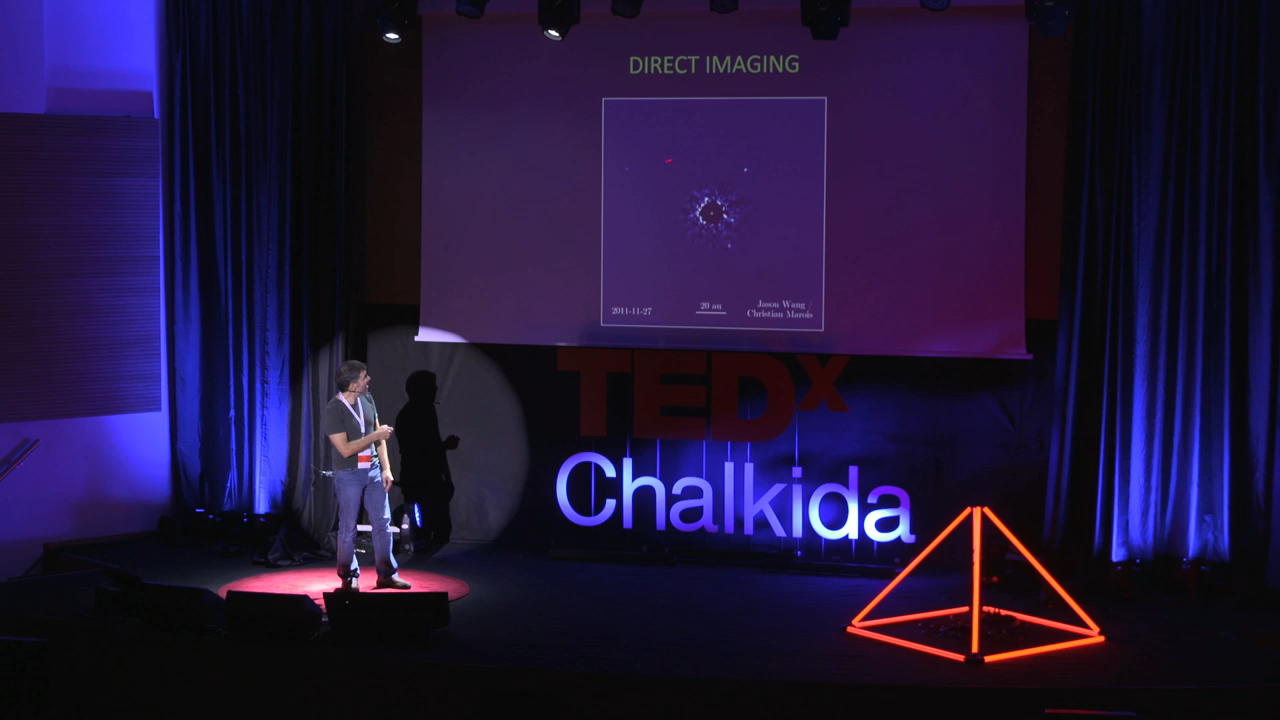 DIRECT IMAGING
2011-11-27
20 au
Jason Wang /
Christian Marois
TEDx
Chalkida